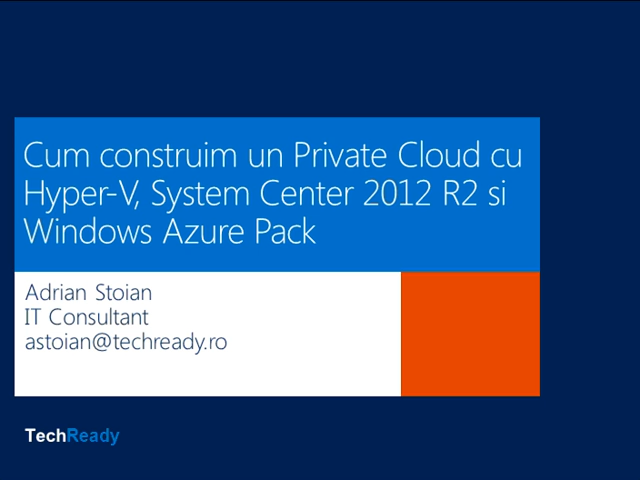 Cum construim un Private Cloud cu
Hyper-V, System Center 2012 R2 si
Windows Azure Pack
Adrian Stoian
IT Consultant
astoian@techready.ro
TechReady